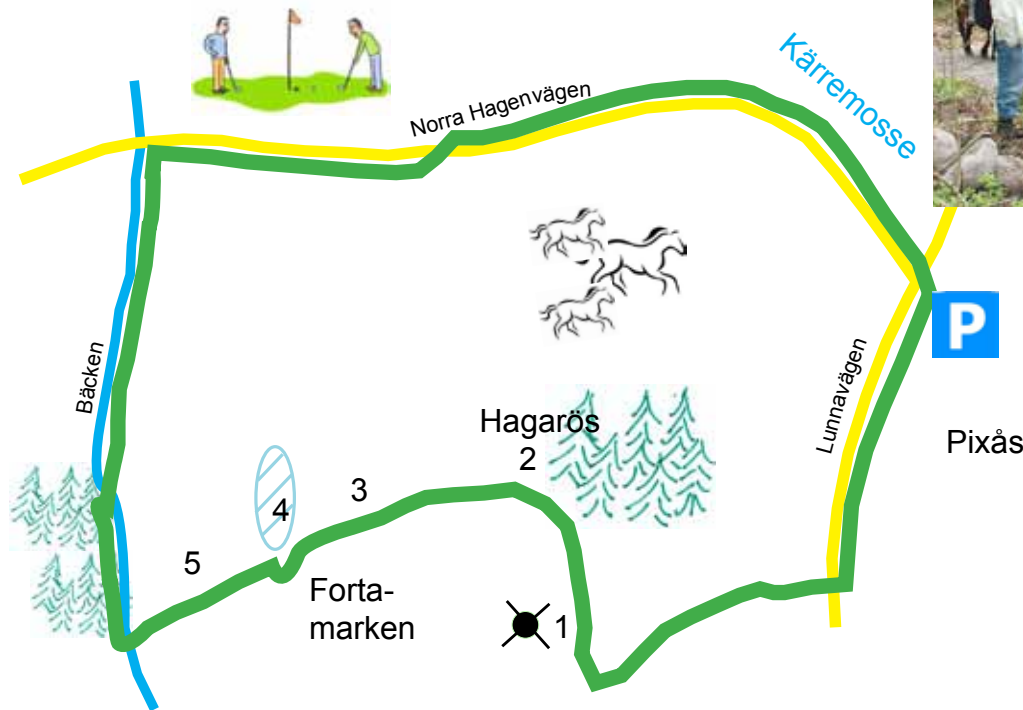 Norra Hagenvägen
Kärremosse
P
Bäcken
Lunnavägen
Hagarös
Pixås
2
3
4
5
Forta-
marken
1